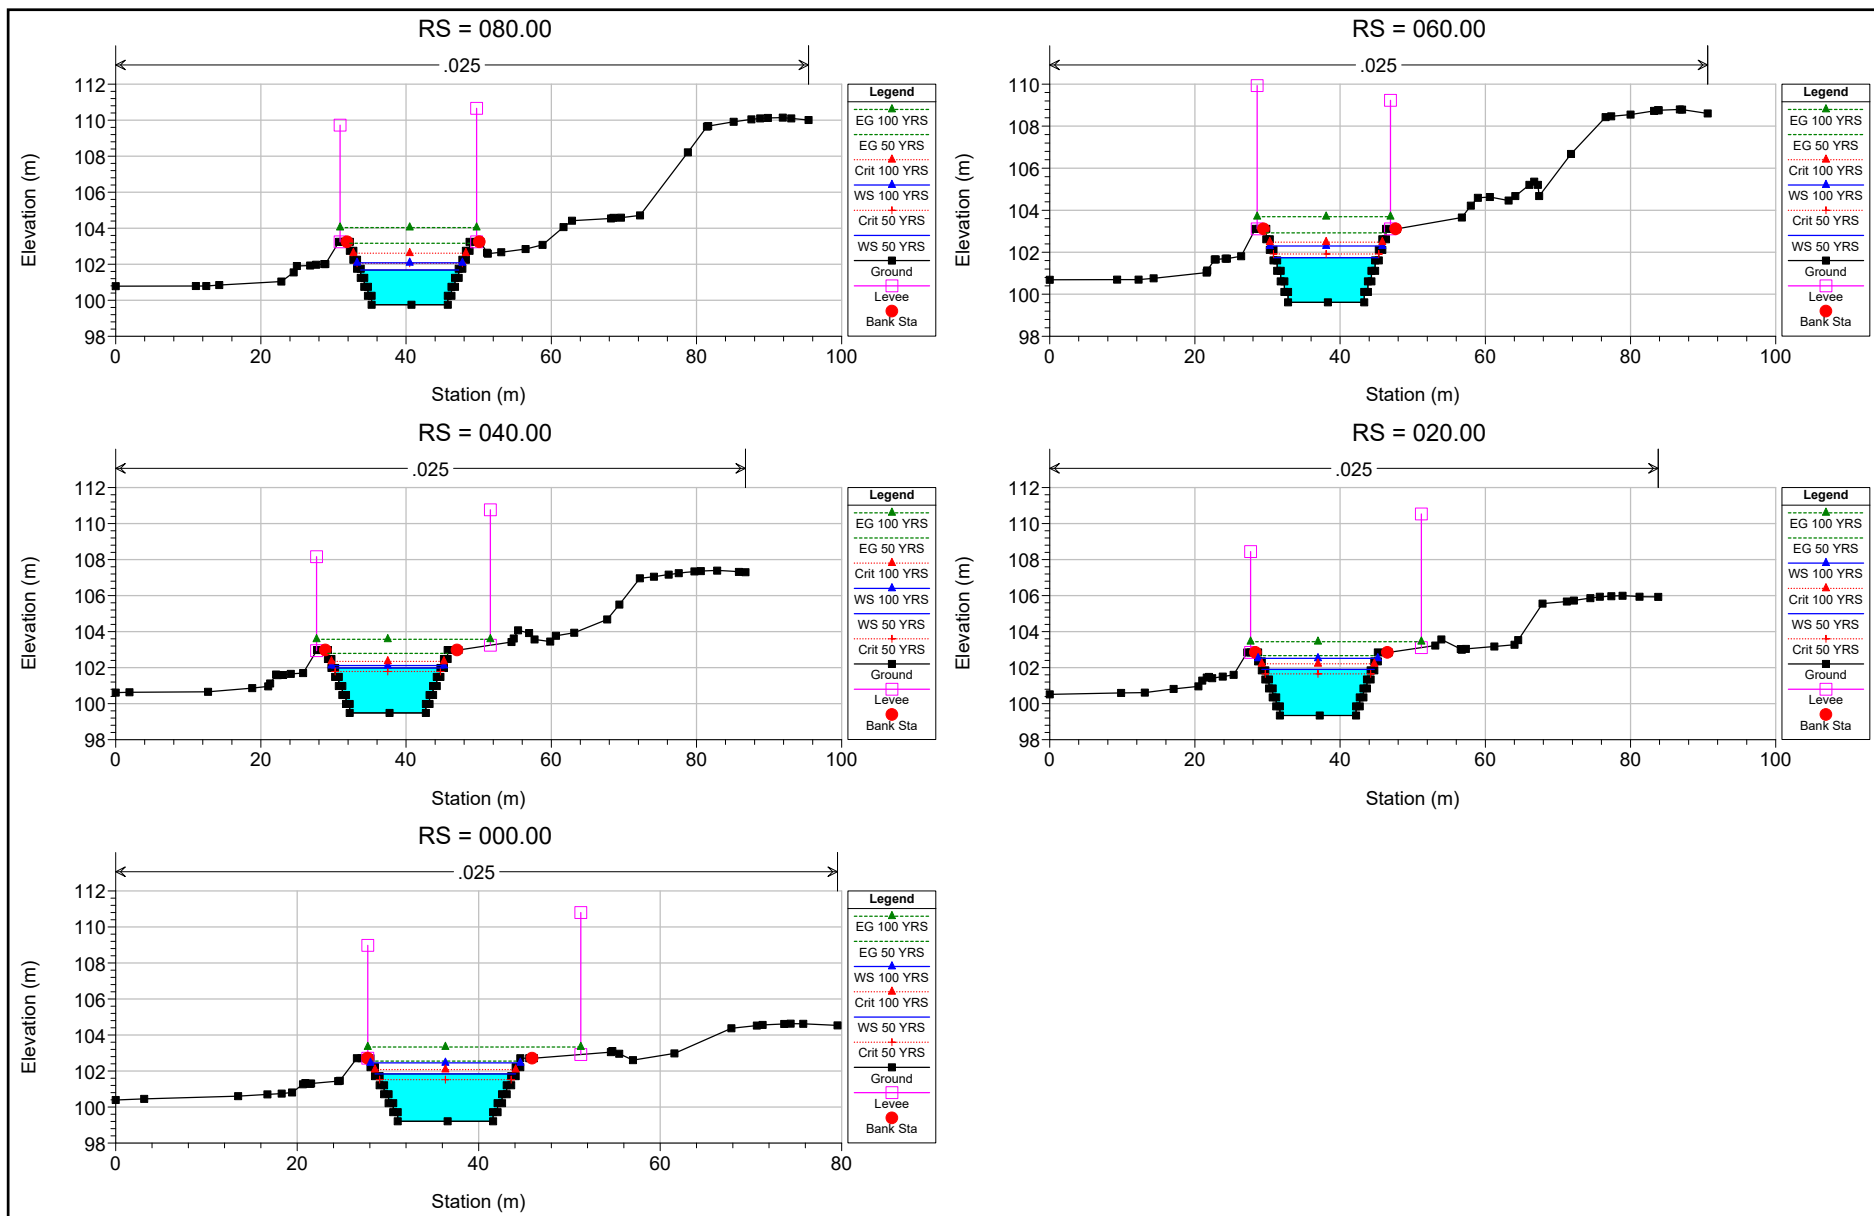 RS = 080.00
.025
112
110
108
106
104
102
100
98
0
20
40
60
80
100
Elevation (m)
Station (m)
Legend
EG 100 YRS
EG 50 YRS
Crit 100 YRS
WS 100 YRS
Crit 50 YRS
WS 50 YRS
Ground
Levee
Bank Sta
RS = 060.00
.025
110
108
106
104
102
100
98
0
20
40
60
80
100
Elevation (m)
Station (m)
Legend
EG 100 YRS
EG 50 YRS
Crit 100 YRS
WS 100 YRS
Crit 50 YRS
WS 50 YRS
Ground
Levee
Bank Sta
RS = 040.00
.025
112
110
108
106
104
102
100
98
0
20
40
60
80
100
Elevation (m)
Station (m)
Legend
EG 100 YRS
EG 50 YRS
Crit 100 YRS
WS 100 YRS
WS 50 YRS
Crit 50 YRS
Ground
Levee
Bank Sta
RS = 020.00
.025
112
110
108
106
104
102
100
98
0
20
40
60
80
100
Elevation (m)
Station (m)
Legend
EG 100 YRS
EG 50 YRS
WS 100 YRS
Crit 100 YRS
WS 50 YRS
Crit 50 YRS
Ground
Levee
Bank Sta
RS = 000.00
.025
112
110
108
106
104
102
100
98
0
20
40
60
80
Elevation (m)
Station (m)
Legend
EG 100 YRS
EG 50 YRS
WS 100 YRS
Crit 100 YRS
WS 50 YRS
Crit 50 YRS
Ground
Levee
Bank Sta